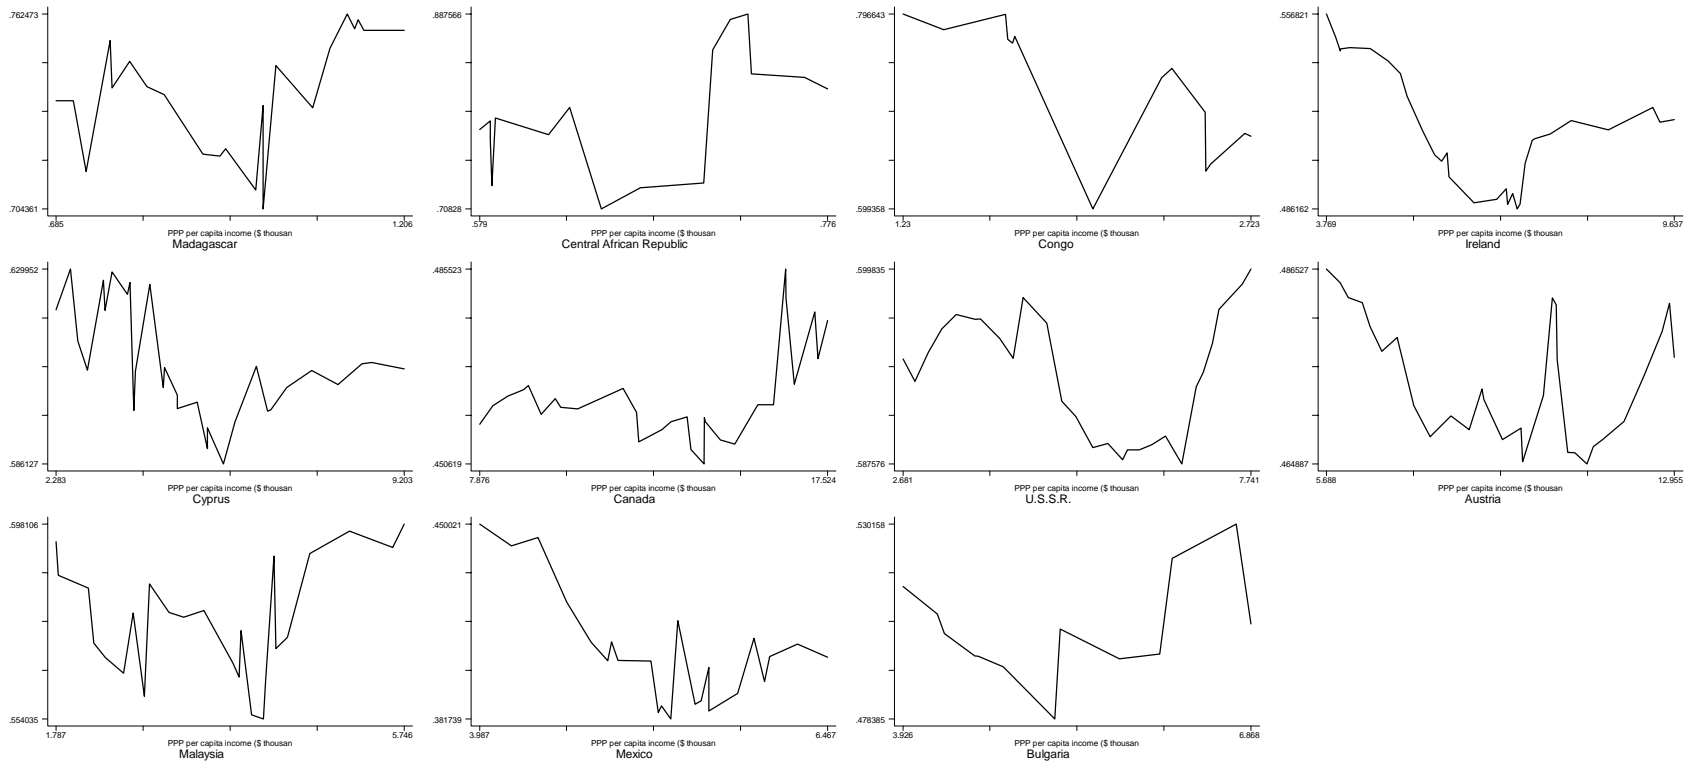 .762473
.704361
.685
1.206
PPP per capita income ($ thousan
Madagascar
.887566
.70828
.579
.776
PPP per capita income ($ thousan
Central African Republic
.796643
.599358
1.23
2.723
PPP per capita income ($ thousan
Congo
.556821
.486162
3.769
9.637
PPP per capita income ($ thousan
Ireland
.629952
.586127
2.283
9.203
PPP per capita income ($ thousan
Cyprus
.485523
.450619
7.876
17.524
PPP per capita income ($ thousan
Canada
.599835
.587576
2.681
7.741
PPP per capita income ($ thousan
U.S.S.R.
.486527
.464887
5.688
12.955
PPP per capita income ($ thousan
Austria
.598106
.554035
1.787
5.746
PPP per capita income ($ thousan
Malaysia
.450021
.381739
3.987
6.467
PPP per capita income ($ thousan
Mexico
.530158
.478385
3.926
6.868
PPP per capita income ($ thousan
Bulgaria